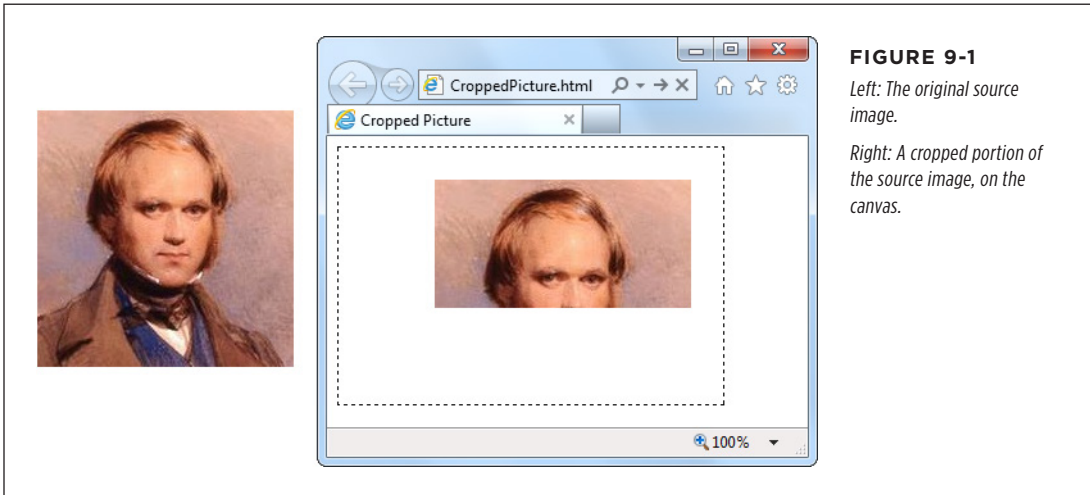 CroppedPicture.html
Cropped Picture
100%
FIGURE 9-1
Left: The original source
image.
Right: A cropped portion of
the source image, on the
canvas.